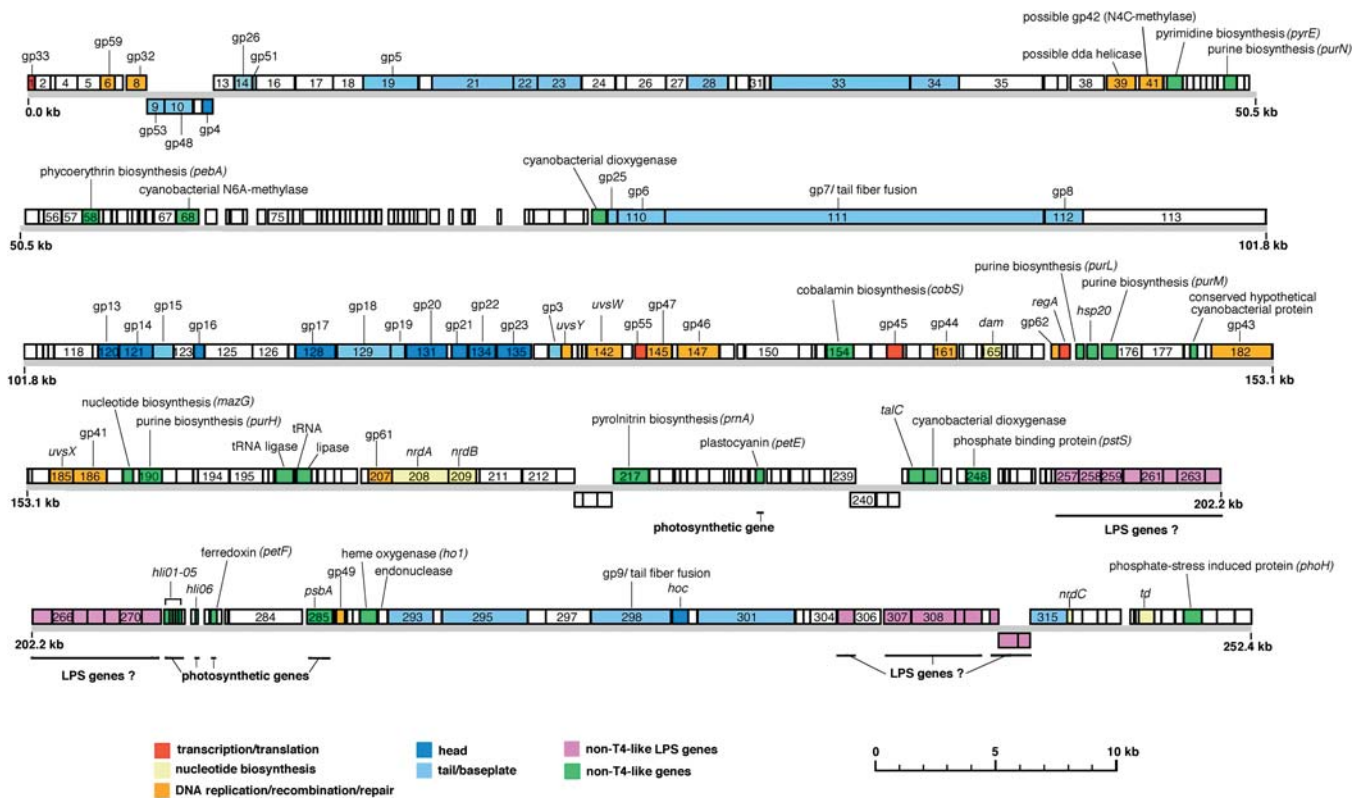 possible gp42 (N4C-methylase)
pyrimidine biosynthesis (pyrE)
purine biosynthesis (purN)
possible dda helicase
gp33 gp59 gp32 gp26 gp51 gp5
1 2 4 5 6 8 13 14 16 17 18 19 21 22 23 24 26 27 28 31 33 34 35 38 39 41
9 10
0.0 kb 50.5 kb
gp53 gp48 gp4
phycoerythrin biosynthesis (pebA)
cyanobacterial N6A-methylase
cyanobacterial dioxygenase
gp25 gp6 gp7/ tail fiber fusion gp8
56 57 58 67 68 75 110 111 112 113
50.5 kb 101.8 kb
purine biosynthesis (purL)
purine biosynthesis (purM)
cobalamin biosynthesis (cobS)
conserved hypothetical
cyanobacterial protein
gp13 gp14 gp15 gp16 gp17 gp18 gp19 gp20 gp21 gp22 gp23 gp3 uvsY uvsW gp55 gp47 gp46 gp45 gp44 dam gp62 regA hsp20 gp43
118 120 121 123 125 126 128 129 131 134 135 142 145 147 150 154 161 65 176 177 182
101.8 kb 153.1 kb
nucleotide biosynthesis (mazG)
purine biosynthesis (purH)
uvsX gp41 tRNA ligase tRNA lipase gp61 nrdA nrdB
pyrolnitrin biosynthesis (prnA)
plastocyanin (petE)
talC
cyanobacterial dioxygenase
phosphate binding protein (pstS)
185 186 190 194 195 207 208 209 211 212 217 239 248 257 258 259 261 263
240
153.1 kb 202.2 kb
photosynthetic gene
LPS genes ?
hli01-05
hli06
ferredoxin (petF)
psbA
gp49
heme oxygenase (ho1)
endonuclease
gp9/ tail fiber fusion
hoc
nrdC
td
phosphate-stress induced protein (phoH)
266 270 284 285 293 295 297 298 301 304 306 307 308 315
202.2 kb 252.4 kb
LPS genes ?
photosynthetic genes
LPS genes ?
transcription/translation
nucleotide biosynthesis
DNA replication/recombination/repair
head
tail/baseplate
non-T4-like LPS genes
non-T4-like genes
0 5 10 kb